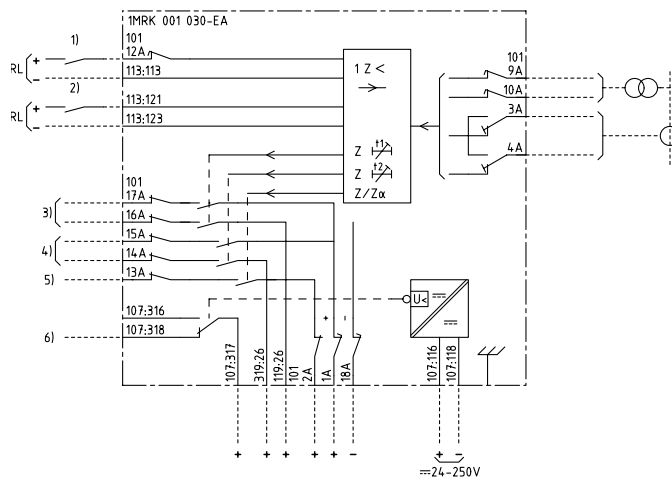 1MRK 001 030-EA
1)
101
12A
RL
+
−
113:113
2)
113:121
RL
+
−
113:123
1 Z <
101
9A
10A
3A
4A
Z t1
Z t2
Z/Zα
101
17A
3)
16A
15A
4)
14A
5)
13A
107:316
6)
107:318
+ −
U<
107:317
319:26
119:26
101
2A
1A
18A
107:116
107:118
+ + + + + − + −
24-250V